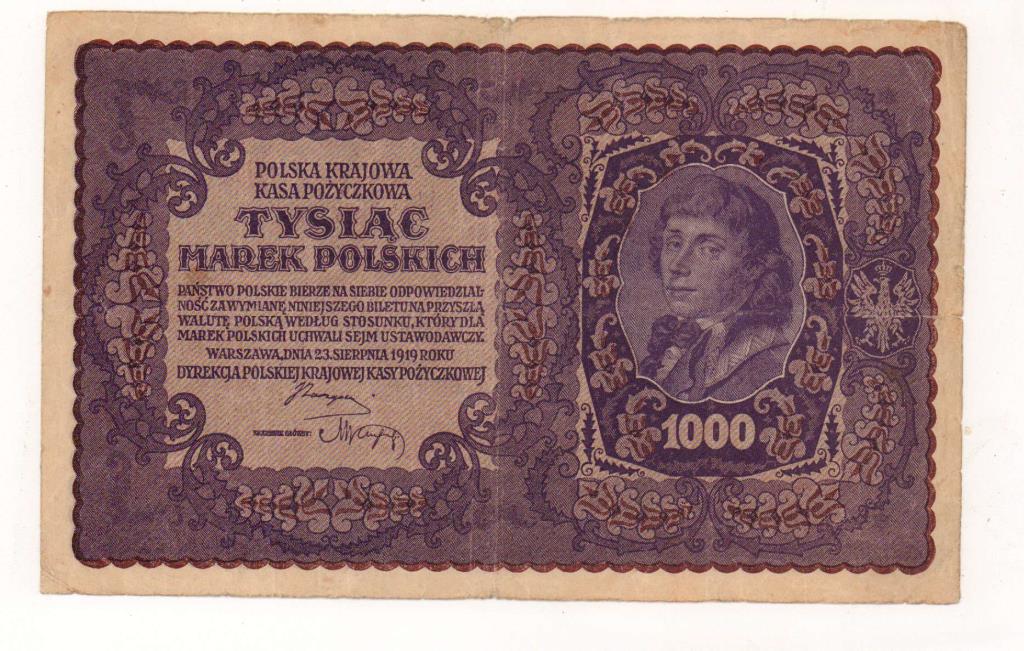 POLSKA KRAJOWA
KASA POŻYCZKOWA
TYSIĄC
MAREK POLSKICH
PAŃSTWO POLSKIE BIERZE NA SIEBIE ODPOWIEDZIAL-
NOŚĆ ZA WYMIANĘ NINIEJSZEGO BILETU NA PRZYSZŁĄ
WALUTĘ POLSKĄ WEDŁUG STOSUNKU, KTÓRY DLA
MAREK POLSKICH UCHWALI SEJM USTAWODAWCZY.
WARSZAWA, DNIA 23. SIERPNIA 1919 ROKU
DYREKCJA POLSKIEJ KRAJOWEJ KASY POŻYCZKOWEJ
SKARBNIK GŁÓWNY:
1000